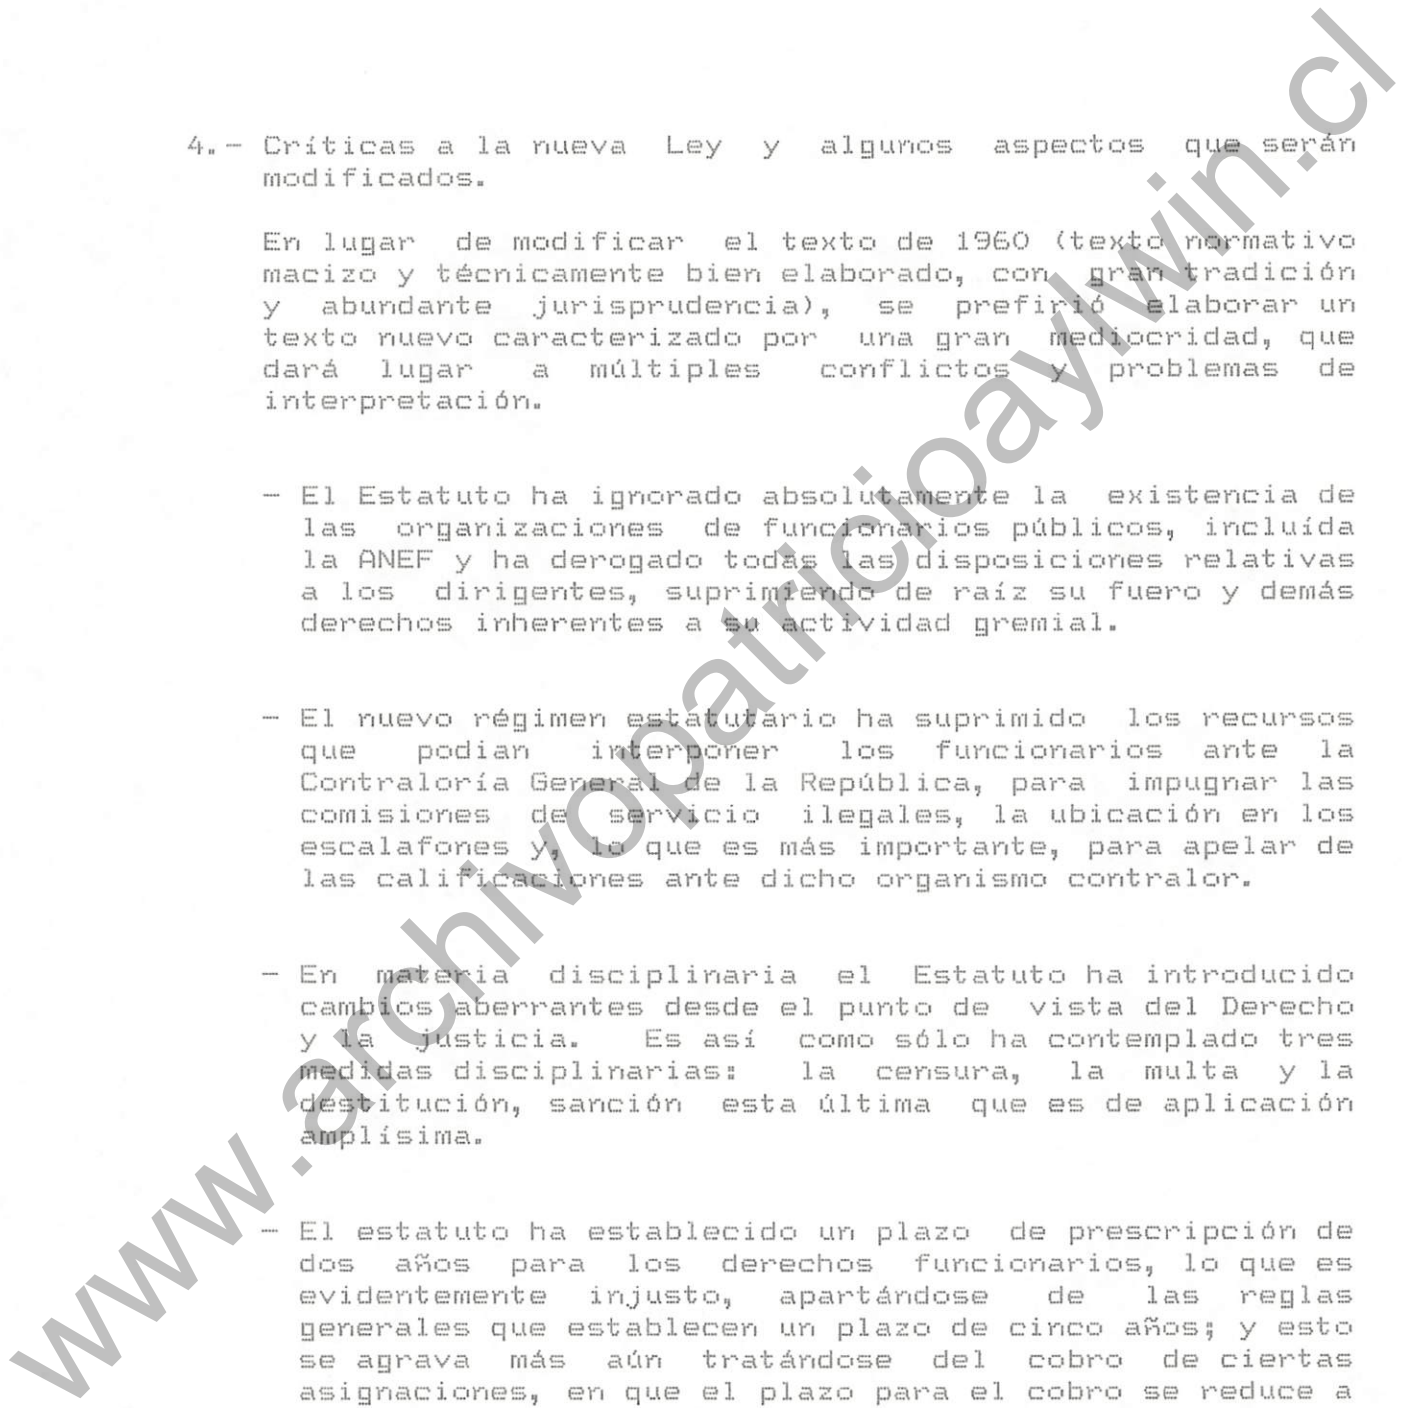 4.- Críticas a la nueva Ley y algunos aspectos que serán
modificados.
En lugar de modificar el texto de 1960 (texto normativo
macizo y técnicamente bien elaborado, con gran tradición
y abundante jurisprudencia), se prefirió elaborar un
texto nuevo caracterizado por una gran mediocridad, que
dará lugar a múltiples conflictos y problemas de
interpretación.
- El Estatuto ha ignorado absolutamente la existencia de
las organizaciones de funcionarios públicos, incluída
la ANEF y ha derogado todas las disposiciones relativas
a los dirigentes, suprimiendo de raíz su fuero y demás
derechos inherentes a su actividad gremial.
- El nuevo régimen estatutario ha suprimido los recursos
que podian interponer los funcionarios ante la
Contraloría General de la República, para impugnar las
comisiones de servicio ilegales, la ubicación en los
escalafones y, lo que es más importante, para apelar de
las calificaciones ante dicho organismo contralor.
- En materia disciplinaria el Estatuto ha introducido
cambios aberrantes desde el punto de vista del Derecho
y la justicia. Es así como sólo ha contemplado tres
medidas disciplinarias: la censura, la multa y la
destitución, sanción esta última que es de aplicación
amplísima.
- El estatuto ha establecido un plazo de prescripción de
dos años para los derechos funcionarios, lo que es
evidentemente injusto, apartándose de las reglas
generales que establecen un plazo de cinco años; y esto
se agrava más aún tratándose del cobro de ciertas
asignaciones, en que el plazo para el cobro se reduce a
www.archivopatricioaylwin.cl